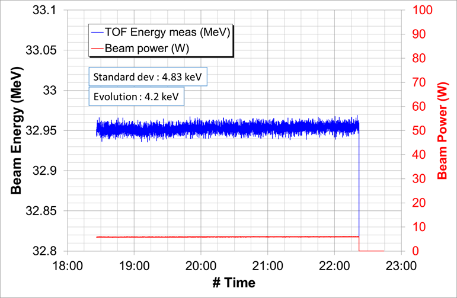 33.1
33.05
33
32.95
32.9
32.85
32.8
Beam Energy (MeV)
TOF Energy meas (MeV)
Beam power (W)
Standard dev : 4.83 keV
Evolution : 4.2 keV
100
90
80
70
60
50
40
30
20
10
0
Beam Power (W)
18:00 19:00 20:00 21:00 22:00 23:00
# Time